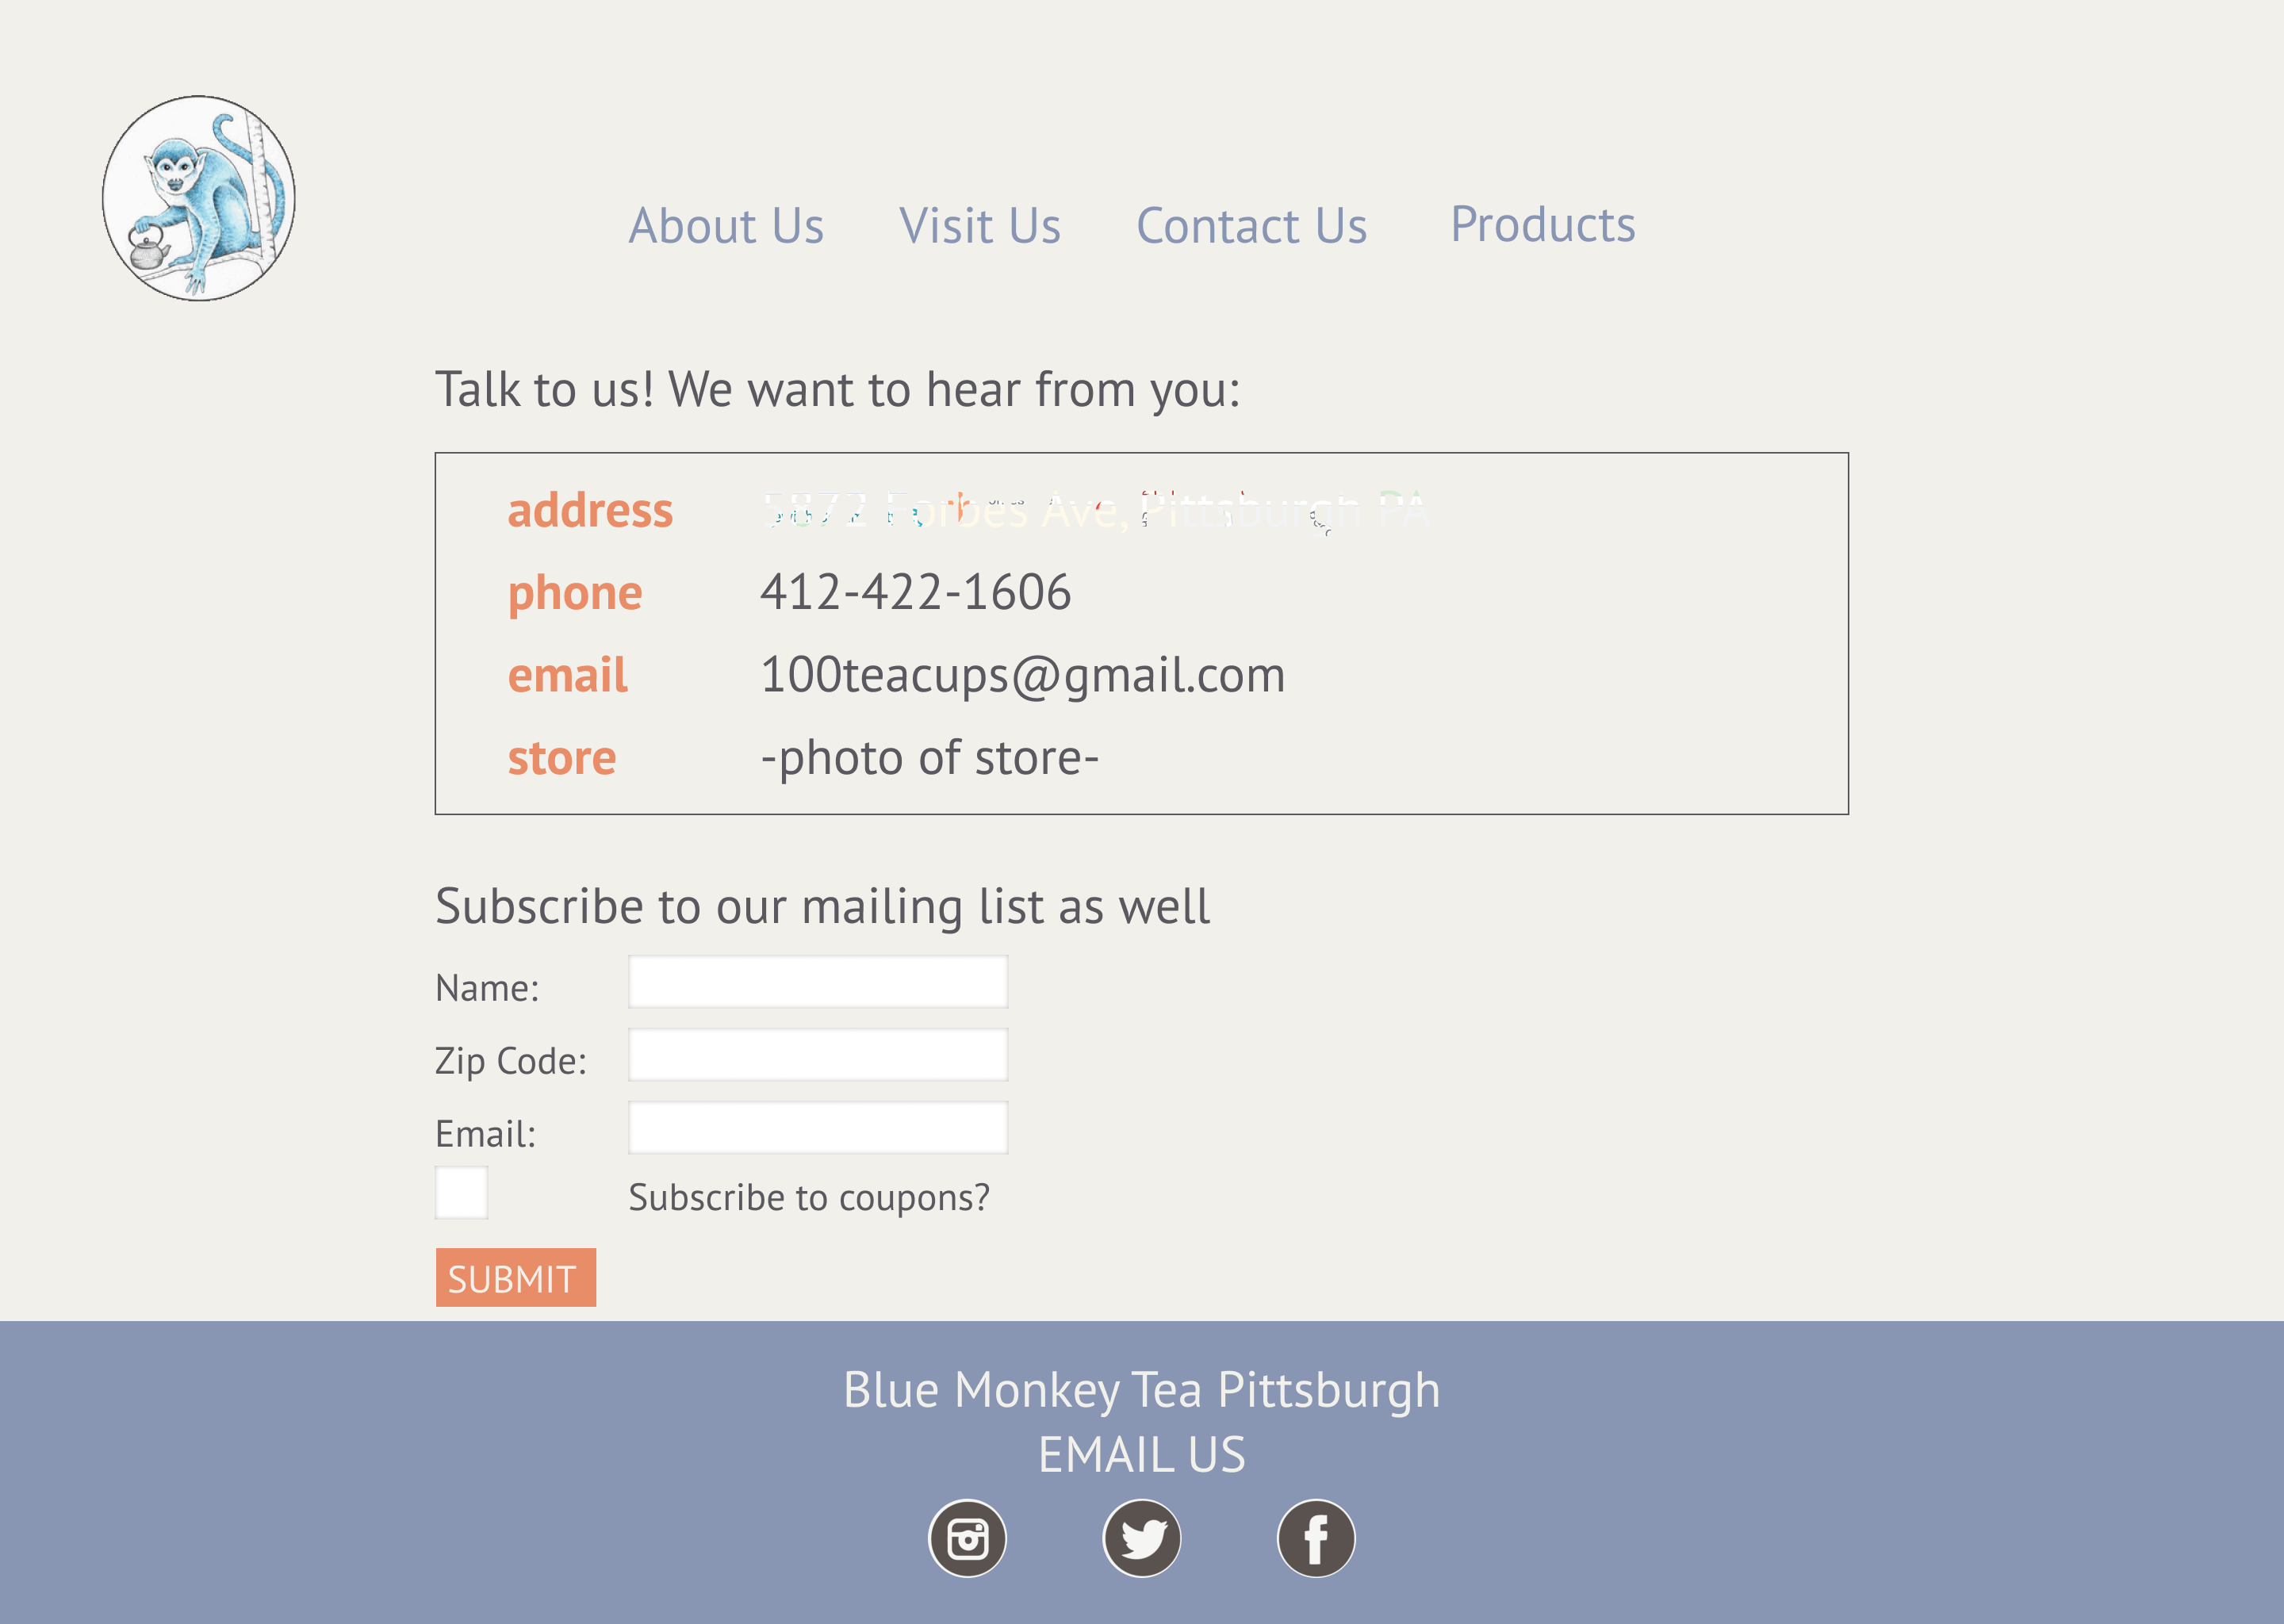 About Us Visit Us Contact Us Products
Talk to us! We want to hear from you:
address 5872 Forbes Ave, Pittsburgh PA
phone 412-422-1606
email 100teacups@gmail.com
store -photo of store-
Subscribe to our mailing list as well
Name:
Zip Code:
Email:
Subscribe to coupons?
SUBMIT
Blue Monkey Tea Pittsburgh
EMAIL US